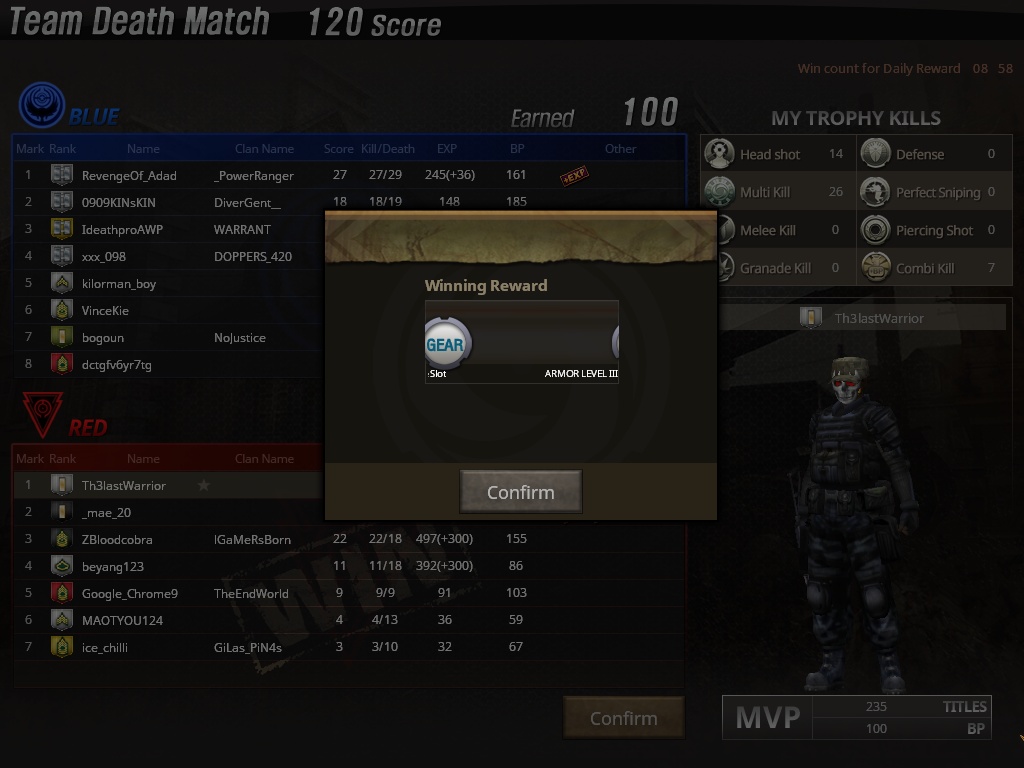 Team Death Match 120 Score
Win count for Daily Reward 08 58
BLUE
Earned 100
Mark Rank Name Clan Name Score Kill/Death EXP BP Other
1 RevengeOf_Adad _PowerRanger 27 27/29 245(+36) 161 +EXP
2 0909KINsKIN DiverGent__ 18 18/19 148 185
3 IdeathproAWP WARRANT
4 xxx_098 DOPPERS_420
5 kilorman_boy
6 VinceKie
7 bogoun NoJustice
8 dctgfv6yr7tg
RED
Mark Rank Name Clan Name
1 Th3lastWarrior
2 _mae_20
3 ZBloodcobra IGaMeRsBorn 22 22/18 497(+300) 155
4 beyang123 11 11/18 392(+300) 86
5 Google_Chrome9 TheEndWorld 9 9/9 91 103
6 MAOTYOU124 4 4/13 36 59
7 ice_chilli GiLas_PiN4s 3 3/10 32 67
WIN
Confirm
Winning Reward
GEAR
Slot ARMOR LEVEL III
Confirm
MY TROPHY KILLS
Head shot 14 Defense 0
Multi Kill 26 Perfect Sniping 0
Melee Kill 0 Piercing Shot 0
Granade Kill 0 Combi Kill 7
Th3lastWarrior
MVP 235 TITLES
100 BP